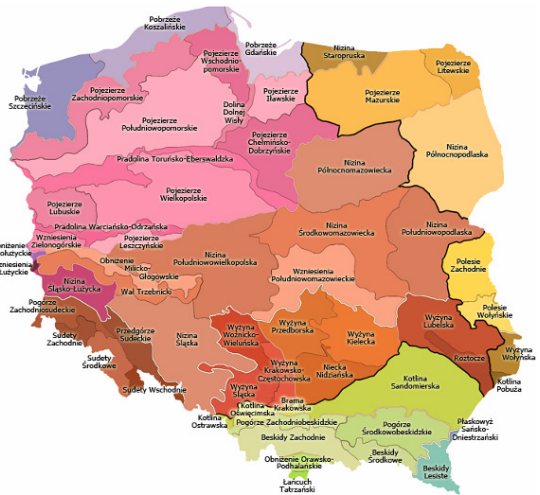 Pobrzeże
Koszalińskie
Pobrzeże
Gdańskie
Nizina
Staropruska
Pojezierze
Wschodnio-
pomorskie
Pojezierze
Litewskie
Pobrzeże
Szczecińskie
Pojezierze
Zachodniopomorskie
Pojezierze
Iławskie
Pojezierze
Mazurskie
Dolina
Dolnej
Wisły
Pojezierze
Południowopomorskie
Pojezierze
Chełmińsko-
Dobrzyńskie
Nizina
Północnopodlaska
Pradolina Toruńsko-Eberswaldzka
Nizina
Północnomazowiecka
Pojezierze
Wielkopolskie
Pojezierze
Lubuskie
Pradolina Warciańsko-Odrzańska
Nizina
Środkowomazowiecka
Nizina
Południowopodlaska
Wzniesienia
Zielonogórskie
Pojezierze
Leszczyńskie
Obniżenie
Milicko-
Głogowskie
Nizina
Południowowielkopolska
Polesie
Zachodnie
Wzniesienia
Południowomazowieckie
Nizina
Śląsko-Łużycka
Wał Trzebnicki
Pogórze
Zachodniosudeckie
Polesie
Wołyńskie
Wyżyna
Lubelska
Wyżyna
Przedborska
Wyżyna
Woźnicko-
Wieluńska
Przedgórze
Sudeckie
Nizina
Śląska
Wyżyna
Kielecka
Sudety
Zachodnie
Wyżyna
Wołyńska
Roztocze
Sudety
Środkowe
Wyżyna
Krakowsko-
Częstochowska
Niecka
Nidziańska
Kotlina
Sandomierska
Kotlina
Pobuża
Sudety Wschodnie
Wyżyna
Śląska
Brama
Krakowska
Kotlina
Oświęcimska
Kotlina
Ostrawska
Pogórze Zachodniobeskidzkie
Pogórze
Środkowobeskidzkie
Płaskowyż
Sańsko-
Dniestrzański
Beskidy Zachodnie
Beskidy
Środkowe
Obniżenie Orawsko-
Podhalańskie
Beskidy
Lesiste
Łańcuch
Tatrzański